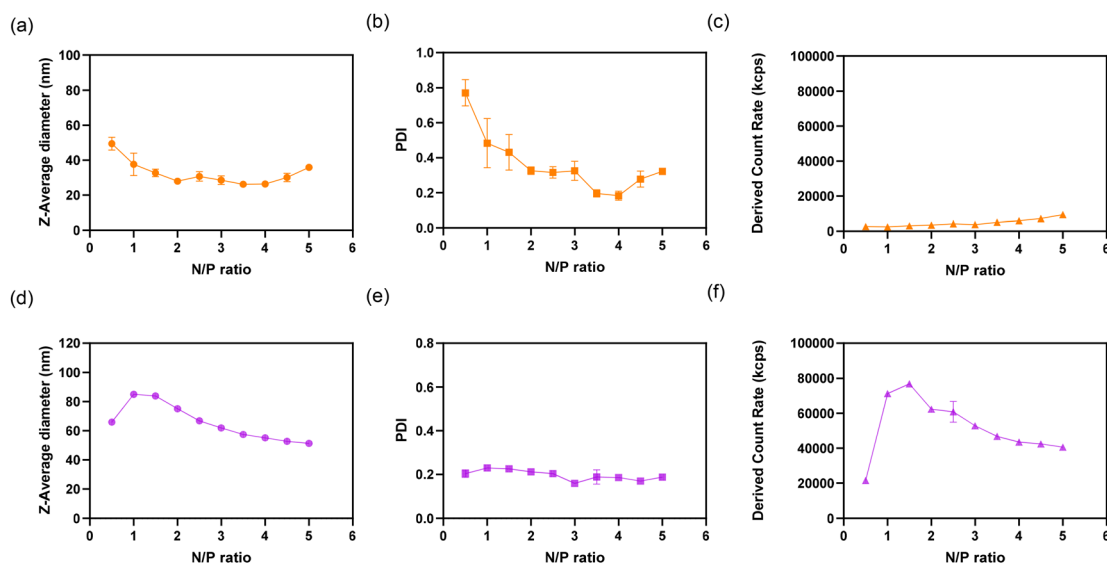 (a)
Z-Average diameter (nm)
100
80
60
40
20
0
0 1 2 3 4 5 6
N/P ratio
(b)
PDI
1.0
0.8
0.6
0.4
0.2
0.0
0 1 2 3 4 5 6
N/P ratio
(c)
Derived Count Rate (kcps)
100000
80000
60000
40000
20000
0
0 1 2 3 4 5 6
N/P ratio
(d)
Z-Average diameter (nm)
120
100
80
60
40
20
0
0 1 2 3 4 5 6
N/P ratio
(e)
PDI
0.8
0.6
0.4
0.2
0.0
0 1 2 3 4 5 6
N/P ratio
(f)
Derived Count Rate (kcps)
100000
80000
60000
40000
20000
0
0 1 2 3 4 5 6
N/P ratio